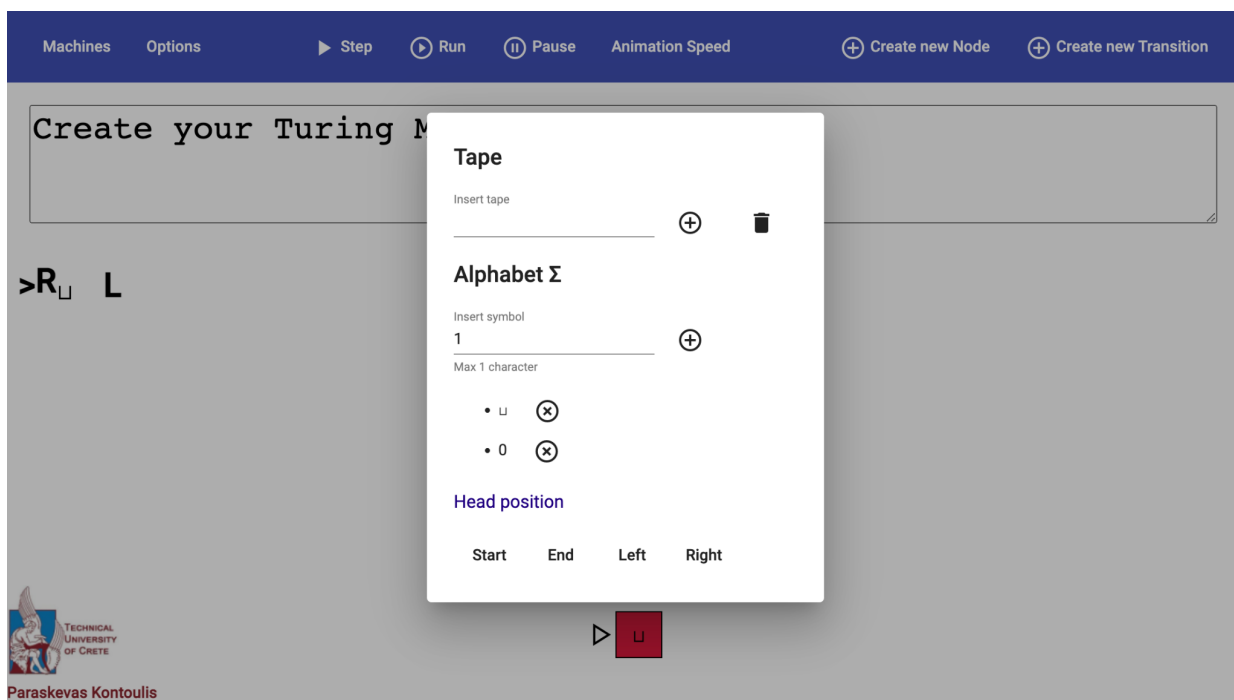 Machines Options Step Run Pause Animation Speed Create new Node Create new Transition
Create your Turing M
Tape
Insert tape
Alphabet Σ
Insert symbol
1
Max 1 character
• ⊔
• 0
Head position
Start End Left Right
>R⊔ L
⊔
TECHNICAL
UNIVERSITY
OF CRETE
Paraskevas Kontoulis